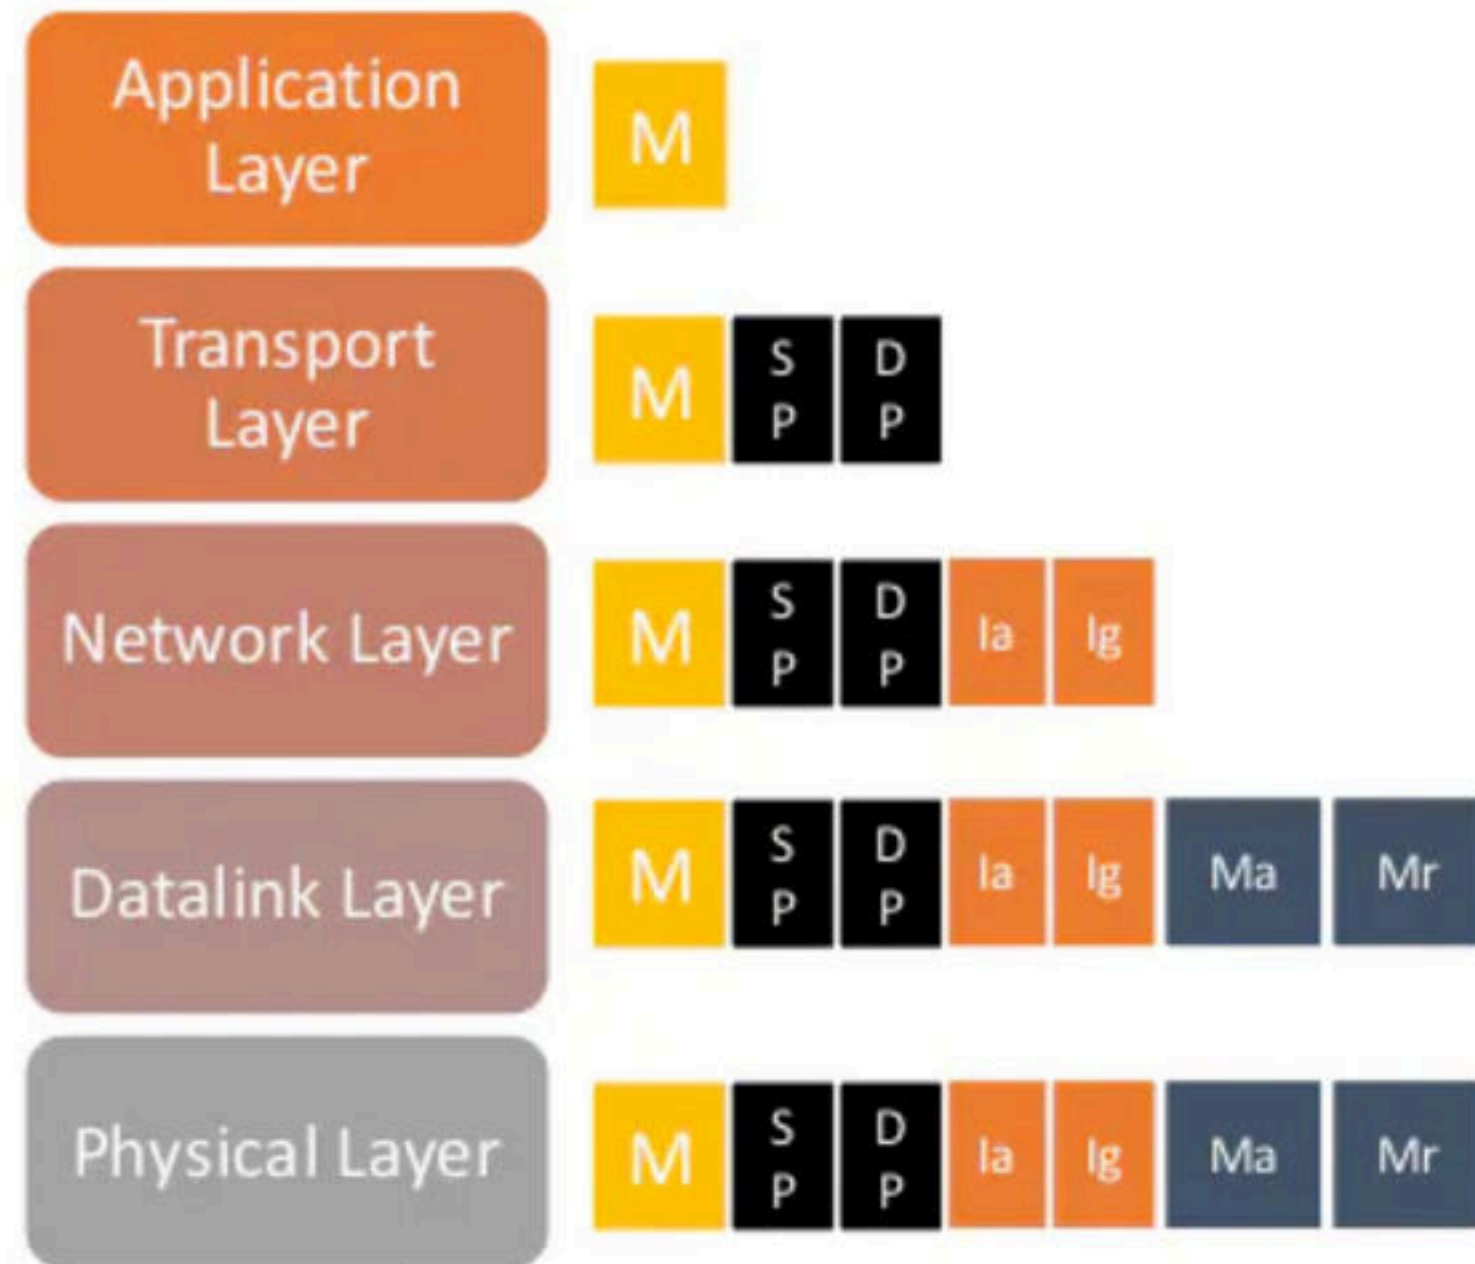 Application
Layer
M
Transport
Layer
M
S
P
D
P
Network Layer
M
S
P
D
P
Ia
Ig
Datalink Layer
M
S
P
D
P
Ia
Ig
Ma
Mr
Physical Layer
M
S
P
D
P
Ia
Ig
Ma
Mr